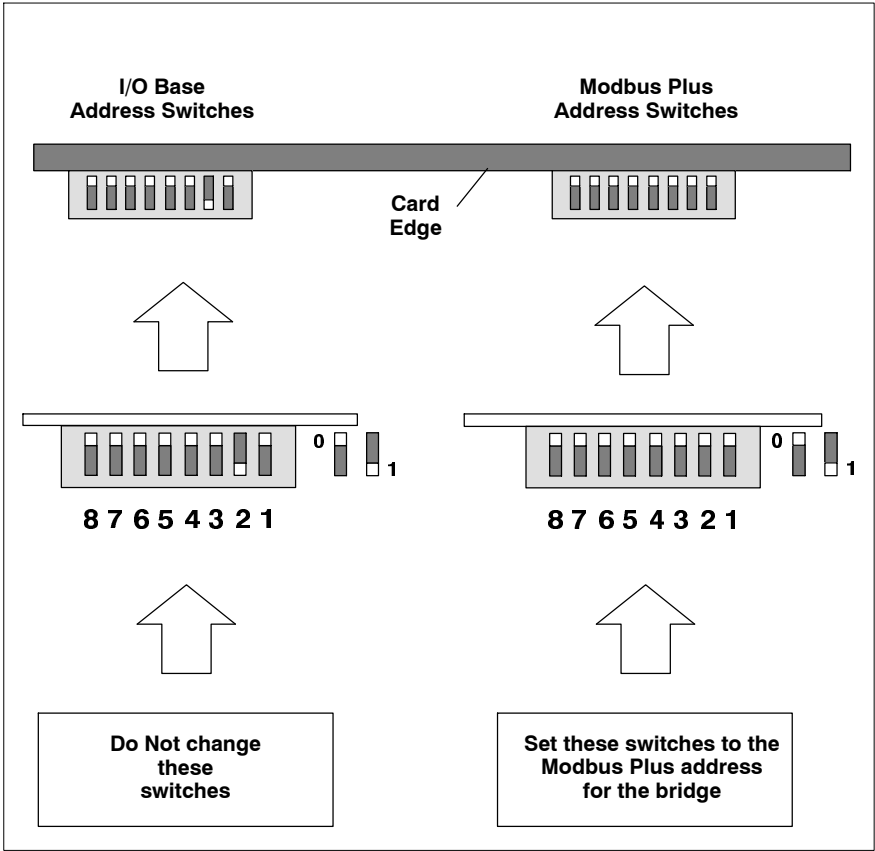 I/O Base
Address Switches
Modbus Plus
Address Switches
Card
Edge
0
1
8 7 6 5 4 3 2 1
0
1
8 7 6 5 4 3 2 1
Do Not change
these
switches
Set these switches to the
Modbus Plus address
for the bridge